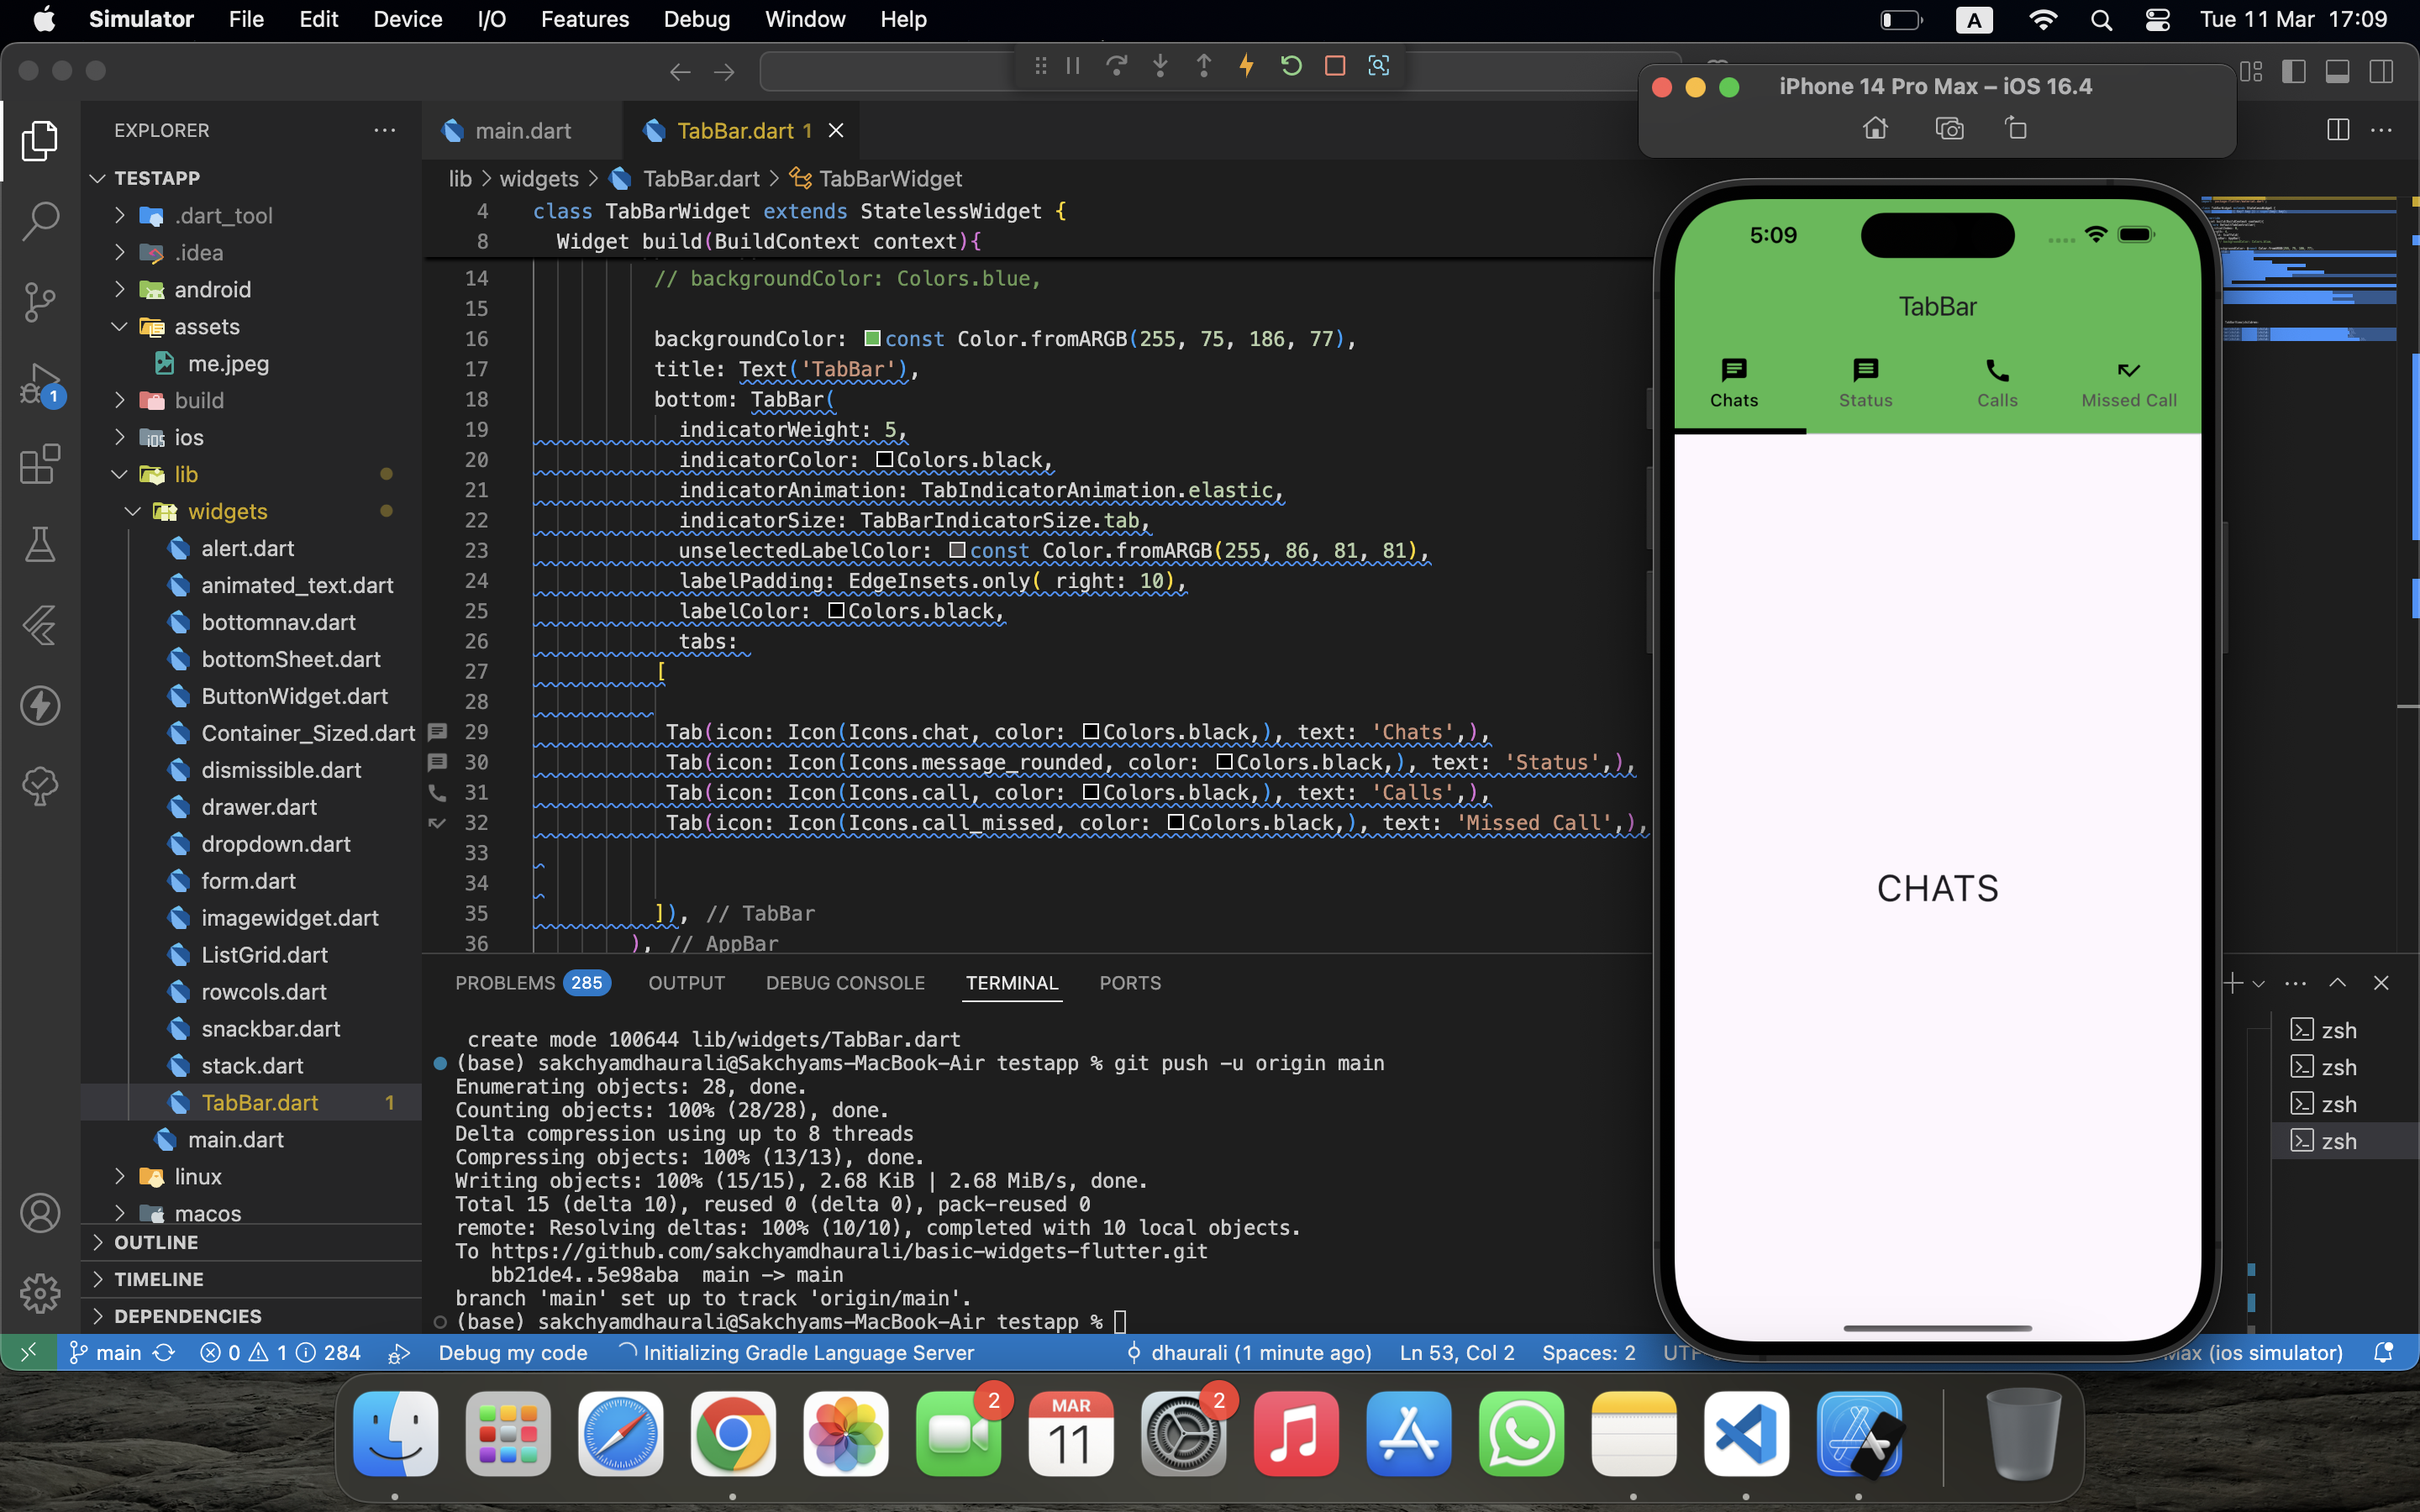 Simulator File Edit Device I/O Features Debug Window Help A Tue 11 Mar 17:09
EXPLORER
TESTAPP
.dart_tool
.idea
android
assets
me.jpeg
build
ios
lib
widgets
alert.dart
animated_text.dart
bottomnav.dart
bottomSheet.dart
ButtonWidget.dart
Container_Sized.dart
dismissible.dart
drawer.dart
dropdown.dart
form.dart
imagewidget.dart
ListGrid.dart
rowcols.dart
snackbar.dart
stack.dart
TabBar.dart 1
main.dart
linux
macos
OUTLINE
TIMELINE
DEPENDENCIES
1
main.dart TabBar.dart 1
lib > widgets > TabBar.dart > TabBarWidget
4 class TabBarWidget extends StatelessWidget {
8 Widget build(BuildContext context){
14 // backgroundColor: Colors.blue,
15
16 backgroundColor: const Color.fromARGB(255, 75, 186, 77),
17 title: Text('TabBar'),
18 bottom: TabBar(
19 indicatorWeight: 5,
20 indicatorColor: Colors.black,
21 indicatorAnimation: TabIndicatorAnimation.elastic,
22 indicatorSize: TabBarIndicatorSize.tab,
23 unselectedLabelColor: const Color.fromARGB(255, 86, 81, 81),
24 labelPadding: EdgeInsets.only( right: 10),
25 labelColor: Colors.black,
26 tabs:
27 [
28
29 Tab(icon: Icon(Icons.chat, color: Colors.black,), text: 'Chats',),
30 Tab(icon: Icon(Icons.message_rounded, color: Colors.black,), text: 'Status',),
31 Tab(icon: Icon(Icons.call, color: Colors.black,), text: 'Calls',),
32 Tab(icon: Icon(Icons.call_missed, color: Colors.black,), text: 'Missed Call',),
33
34
35 ]), // TabBar
36 ), // AppBar
PROBLEMS 285 OUTPUT DEBUG CONSOLE TERMINAL PORTS
create mode 100644 lib/widgets/TabBar.dart
(base) sakchyamdhaurali@Sakchyams-MacBook-Air testapp % git push -u origin main
Enumerating objects: 28, done.
Counting objects: 100% (28/28), done.
Delta compression using up to 8 threads
Compressing objects: 100% (13/13), done.
Writing objects: 100% (15/15), 2.68 KiB | 2.68 MiB/s, done.
Total 15 (delta 10), reused 0 (delta 0), pack-reused 0
remote: Resolving deltas: 100% (10/10), completed with 10 local objects.
To https://github.com/sakchyamdhaurali/basic-widgets-flutter.git
bb21de4..5e98aba main -> main
branch 'main' set up to track 'origin/main'.
(base) sakchyamdhaurali@Sakchyams-MacBook-Air testapp %
zsh
zsh
zsh
zsh
iPhone 14 Pro Max – iOS 16.4
5:09
TabBar
Chats Status Calls Missed Call
CHATS
main 0 1 284 Debug my code Initializing Gradle Language Server dhaurali (1 minute ago) Ln 53, Col 2 Spaces: 2 UTF Max (ios simulator)
2 MAR 11 2